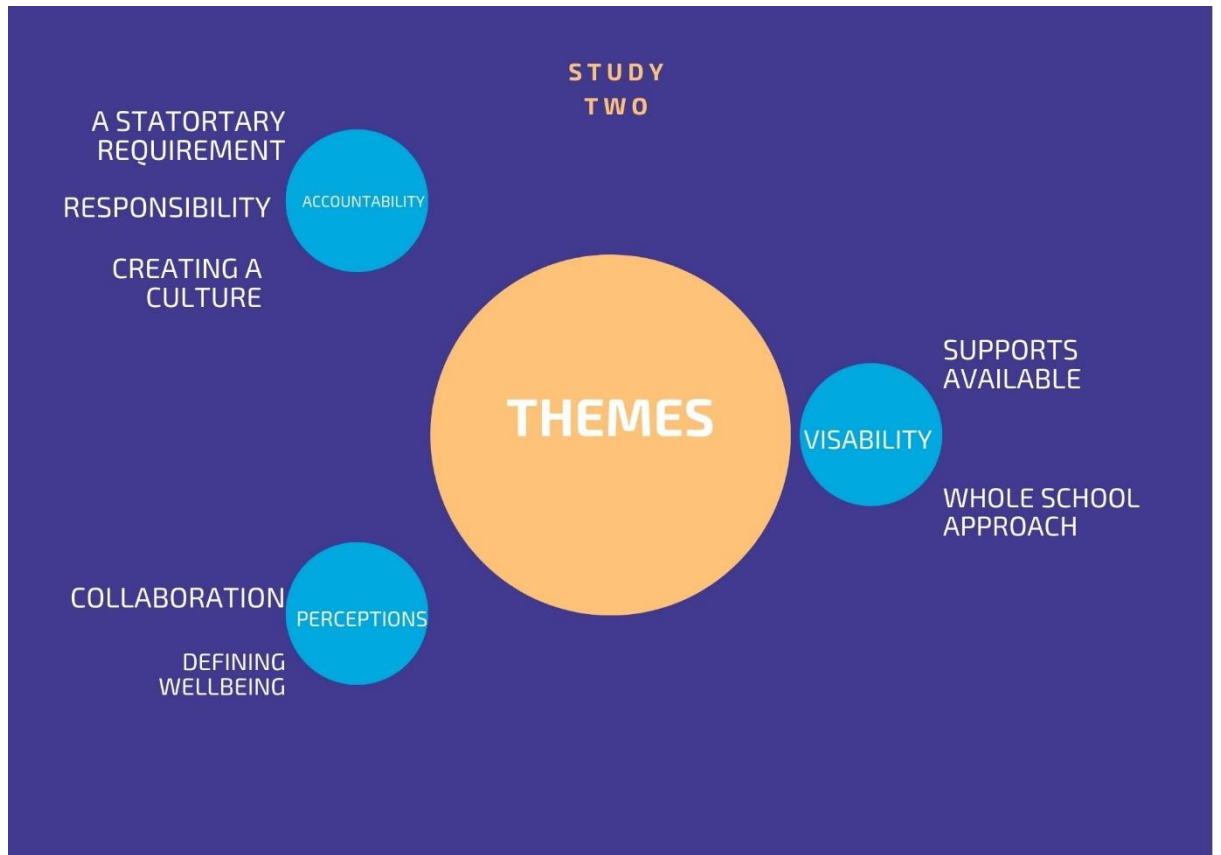 STUDY
TWO
A STATORTARY
REQUIREMENT
RESPONSIBILITY
CREATING A
CULTURE
ACCOUNTABILITY
THEMES
SUPPORTS
AVAILABLE
VISABILITY
WHOLE SCHOOL
APPROACH
COLLABORATION
DEFINING
WELLBEING
PERCEPTIONS